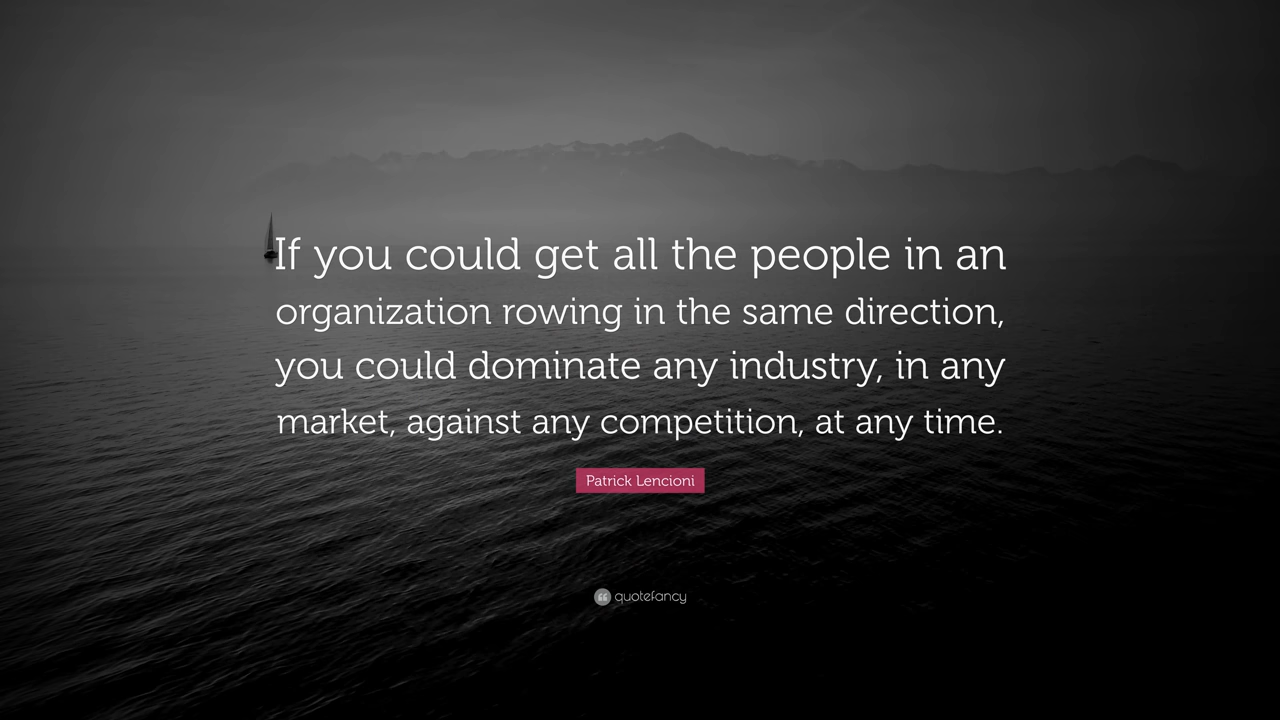 If you could get all the people in an
organization rowing in the same direction,
you could dominate any industry, in any
market, against any competition, at any time.
Patrick Lencioni
quotefancy